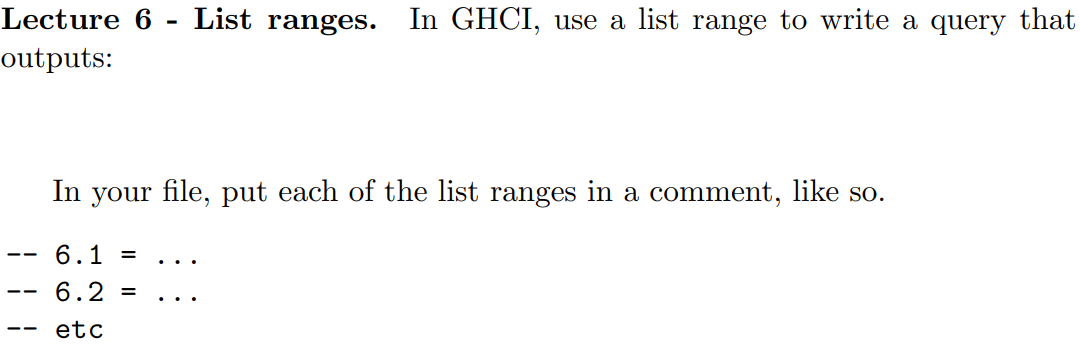 Lecture 6 - List ranges. In GHCI, use a list range to write a query that
outputs:
In your file, put each of the list ranges in a comment, like so.
-- 6.1 = ...
-- 6.2 = ...
-- etc